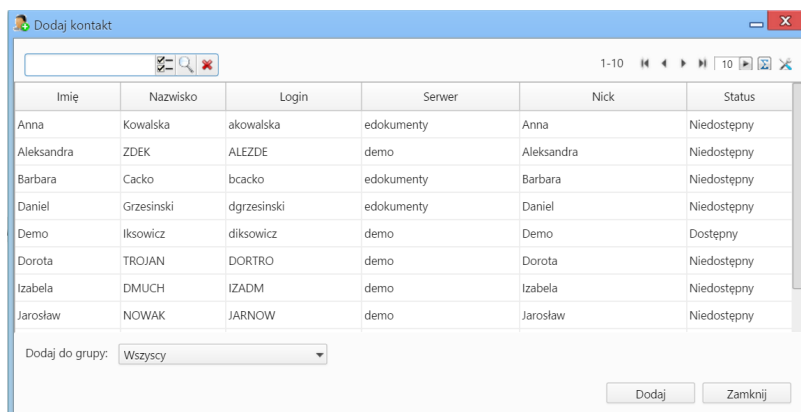 Dodaj kontakt
1-10 10
Imię Nazwisko Login Serwer Nick Status
Anna Kowalska akowalska edokumenty Anna Niedostępny
Aleksandra ZDEK ALEZDE demo Aleksandra Niedostępny
Barbara Cacko bcacko edokumenty Barbara Niedostępny
Daniel Grzesinski dgrzesinski edokumenty Daniel Niedostępny
Demo Iksowicz diksowicz demo Demo Dostępny
Dorota TROJAN DORTRO demo Dorota Niedostępny
Izabela DMUCH IZADM demo Izabela Niedostępny
Jarosław NOWAK JARNOW demo Jarosław Niedostępny
Dodaj do grupy: Wszyscy
Dodaj Zamknij